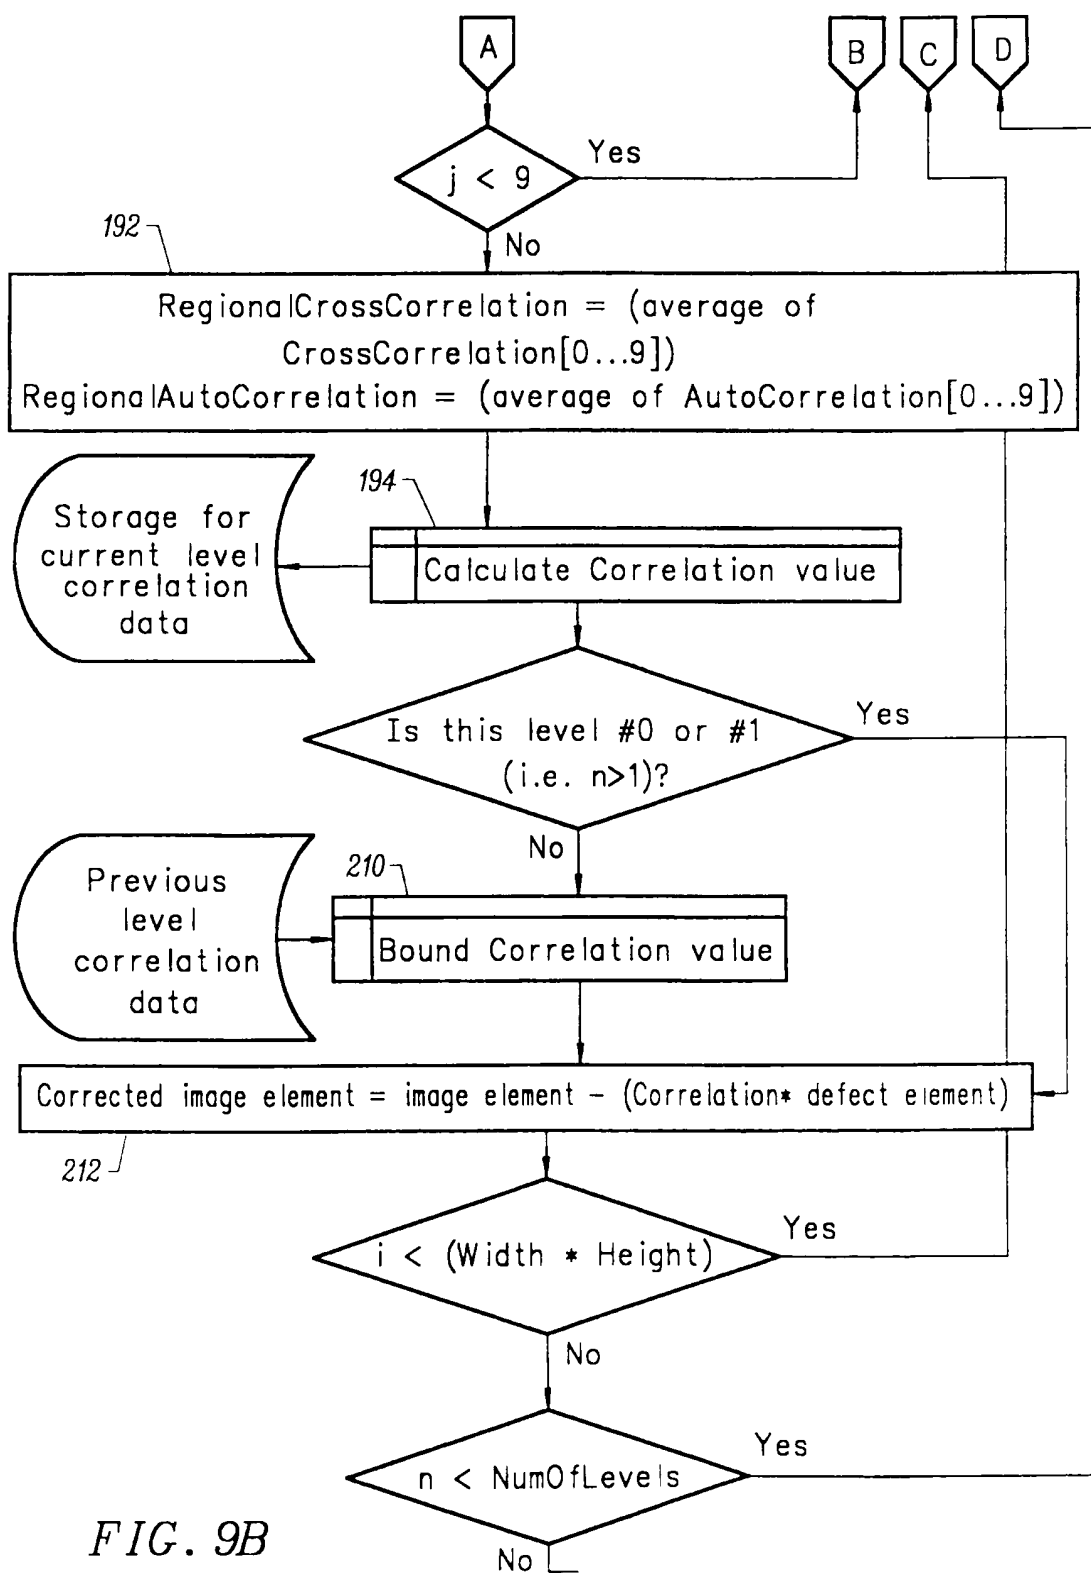 A
B
C
D
j < 9
Yes
No
192
RegionalCrossCorrelation = (average of
CrossCorrelation[0...9])
RegionalAutoCorrelation = (average of AutoCorrelation[0...9])
194
Storage for
current level
correlation
data
Calculate Correlation value
Is this level #0 or #1
(i.e. n>1)?
Yes
No
210
Previous
level
correlation
data
Bound Correlation value
Corrected image element = image element - (Correlation* defect element)
212
i < (Width * Height)
Yes
No
n < NumOfLevels
Yes
No
FIG. 9B